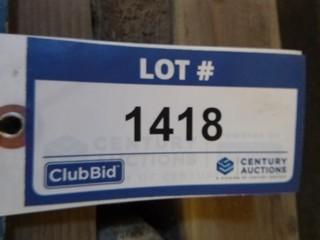 LOT #
1418
ClubBid
CENTURY
AUCTIONS